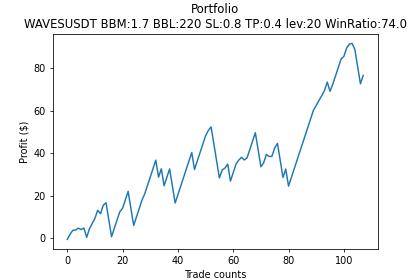 Portfolio
WAVESUSDT BBM:1.7 BBL:220 SL:0.8 TP:0.4 lev:20 WinRatio:74.0
Portfolio ($)
80
60
40
20
0
0 20 40 60 80 100
Trade counts